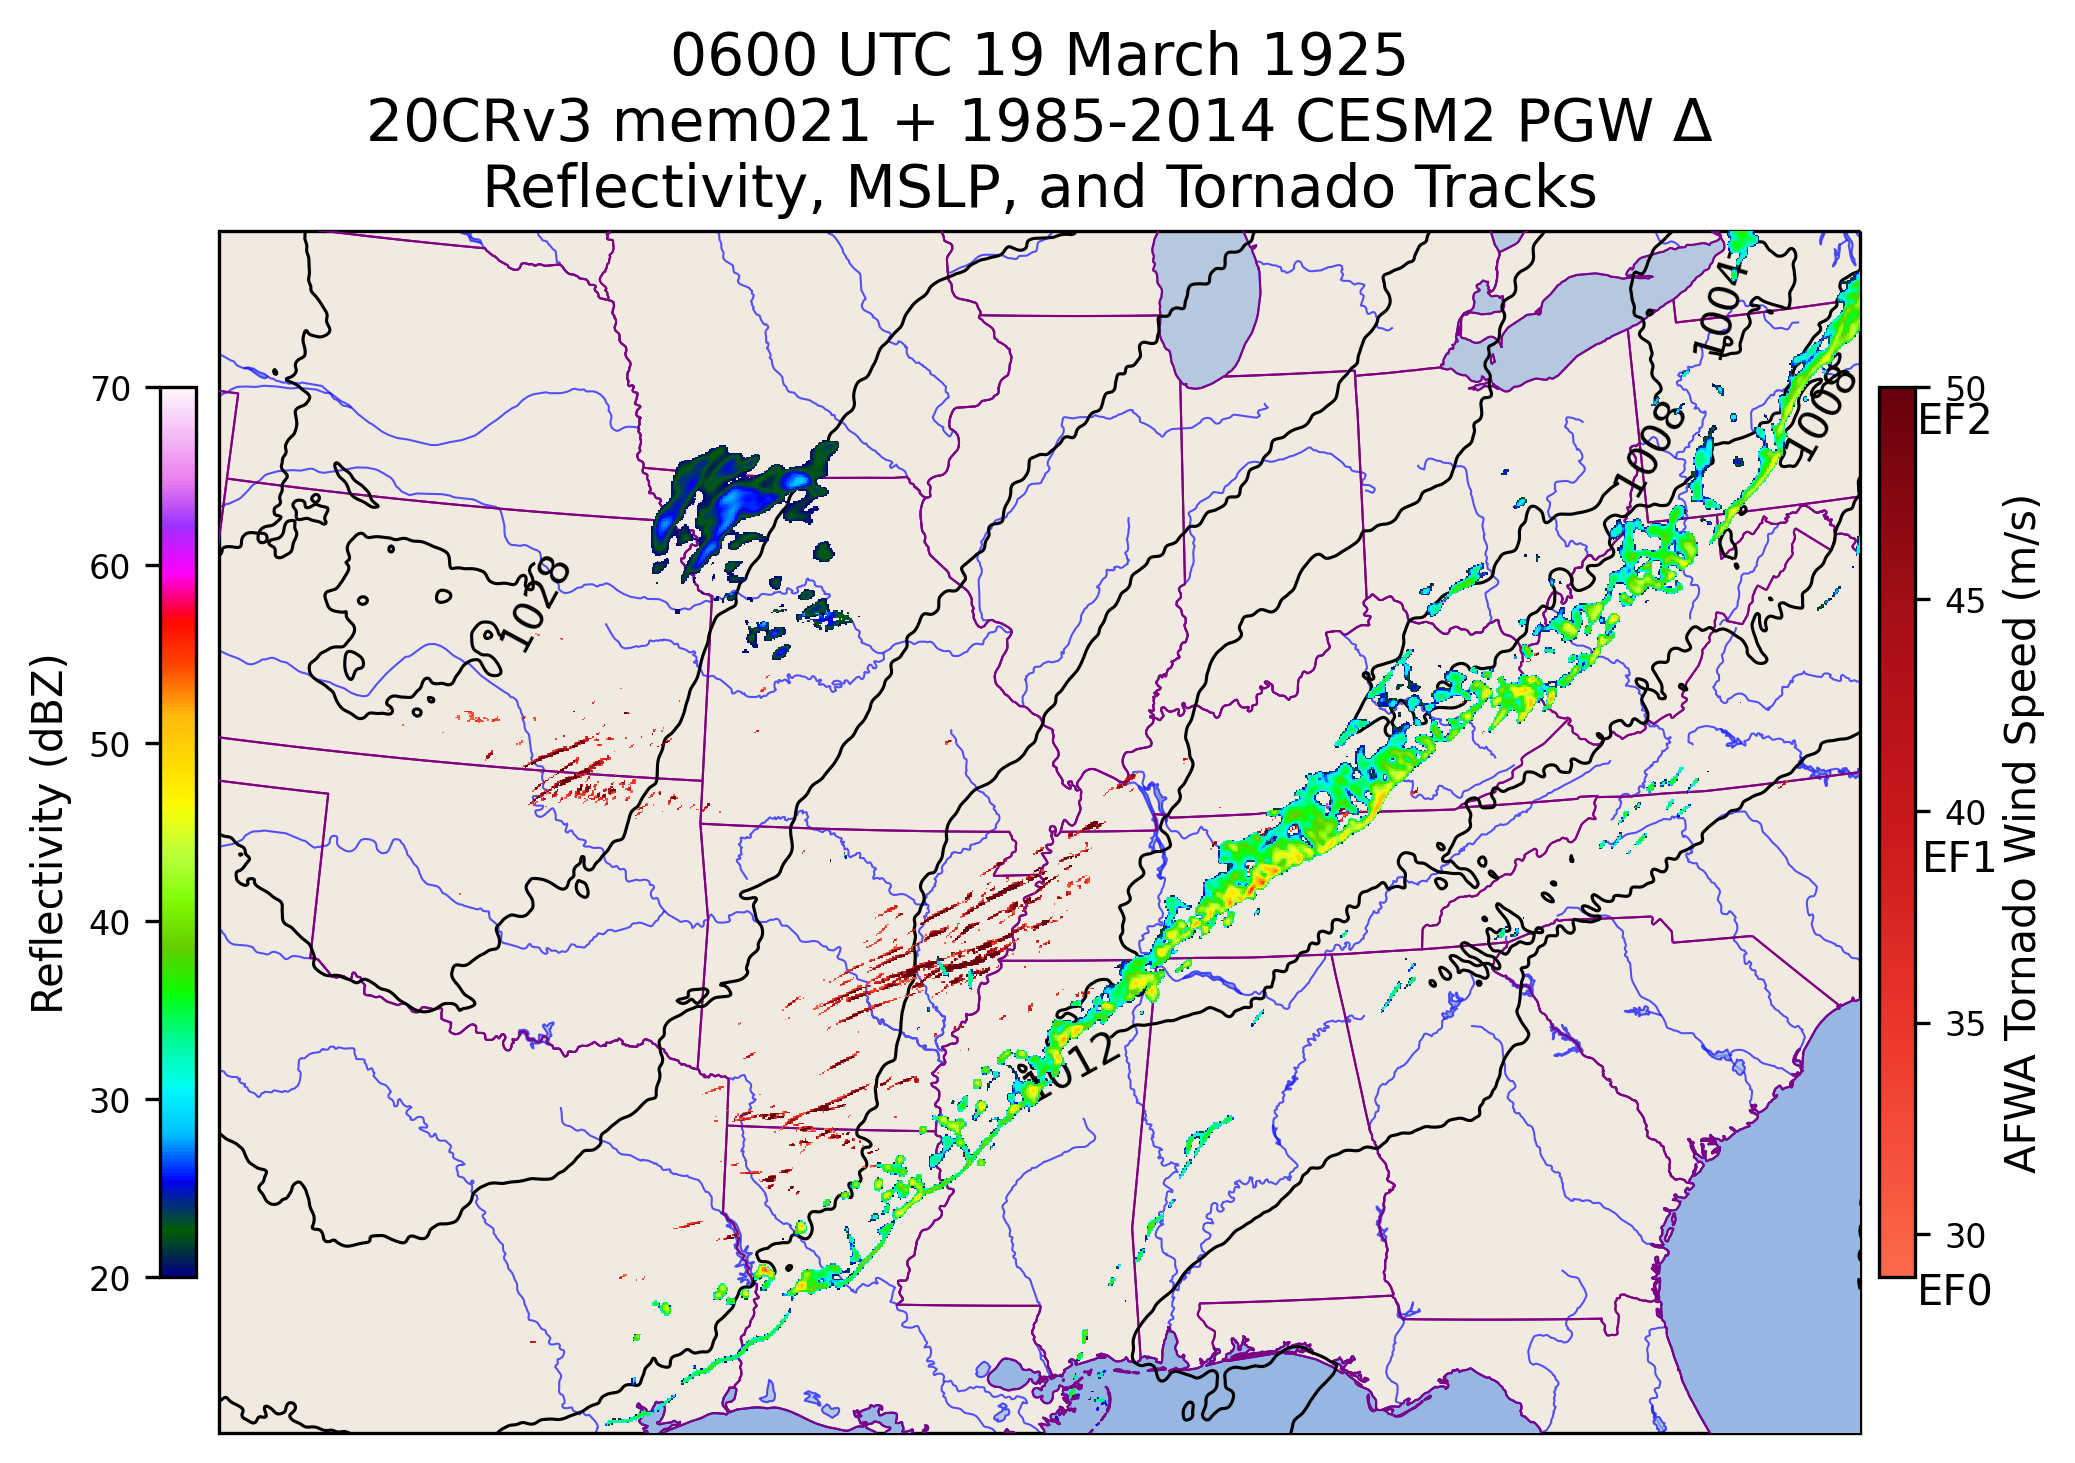 0600 UTC 19 March 1925
20CRv3 mem021 + 1985-2014 CESM2 PGW Δ
Reflectivity, MSLP, and Tornado Tracks
70
60
50
40
30
20
Reflectivity (dBZ)
1004
1008
1008
1028
1012
50
EF2
45
40
EF1
35
30
EF0
AFWA Tornado Wind Speed (m/s)